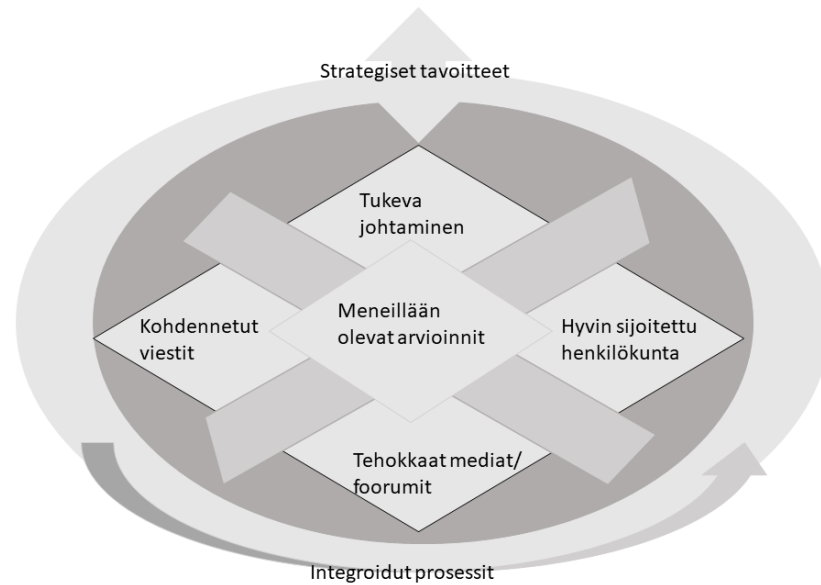 Strategiset tavoitteet
Tukeva
johtaminen
Kohdennetut
viestit
Meneillään
olevat arvioinnit
Hyvin sijoitettu
henkilökunta
Tehokkaat mediat/
foorumit
Integroidut prosessit